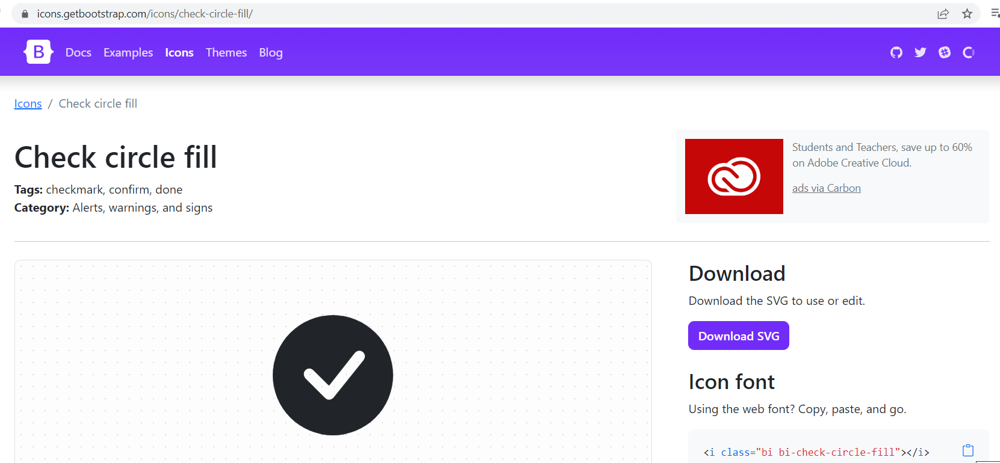 icons.getbootstrap.com/icons/check-circle-fill/
B Docs Examples Icons Themes Blog
Icons / Check circle fill
Check circle fill
Tags: checkmark, confirm, done
Category: Alerts, warnings, and signs
Students and Teachers, save up to 60%
on Adobe Creative Cloud.
ads via Carbon
Download
Download the SVG to use or edit.
Download SVG
Icon font
Using the web font? Copy, paste, and go.
<i class="bi bi-check-circle-fill"></i>